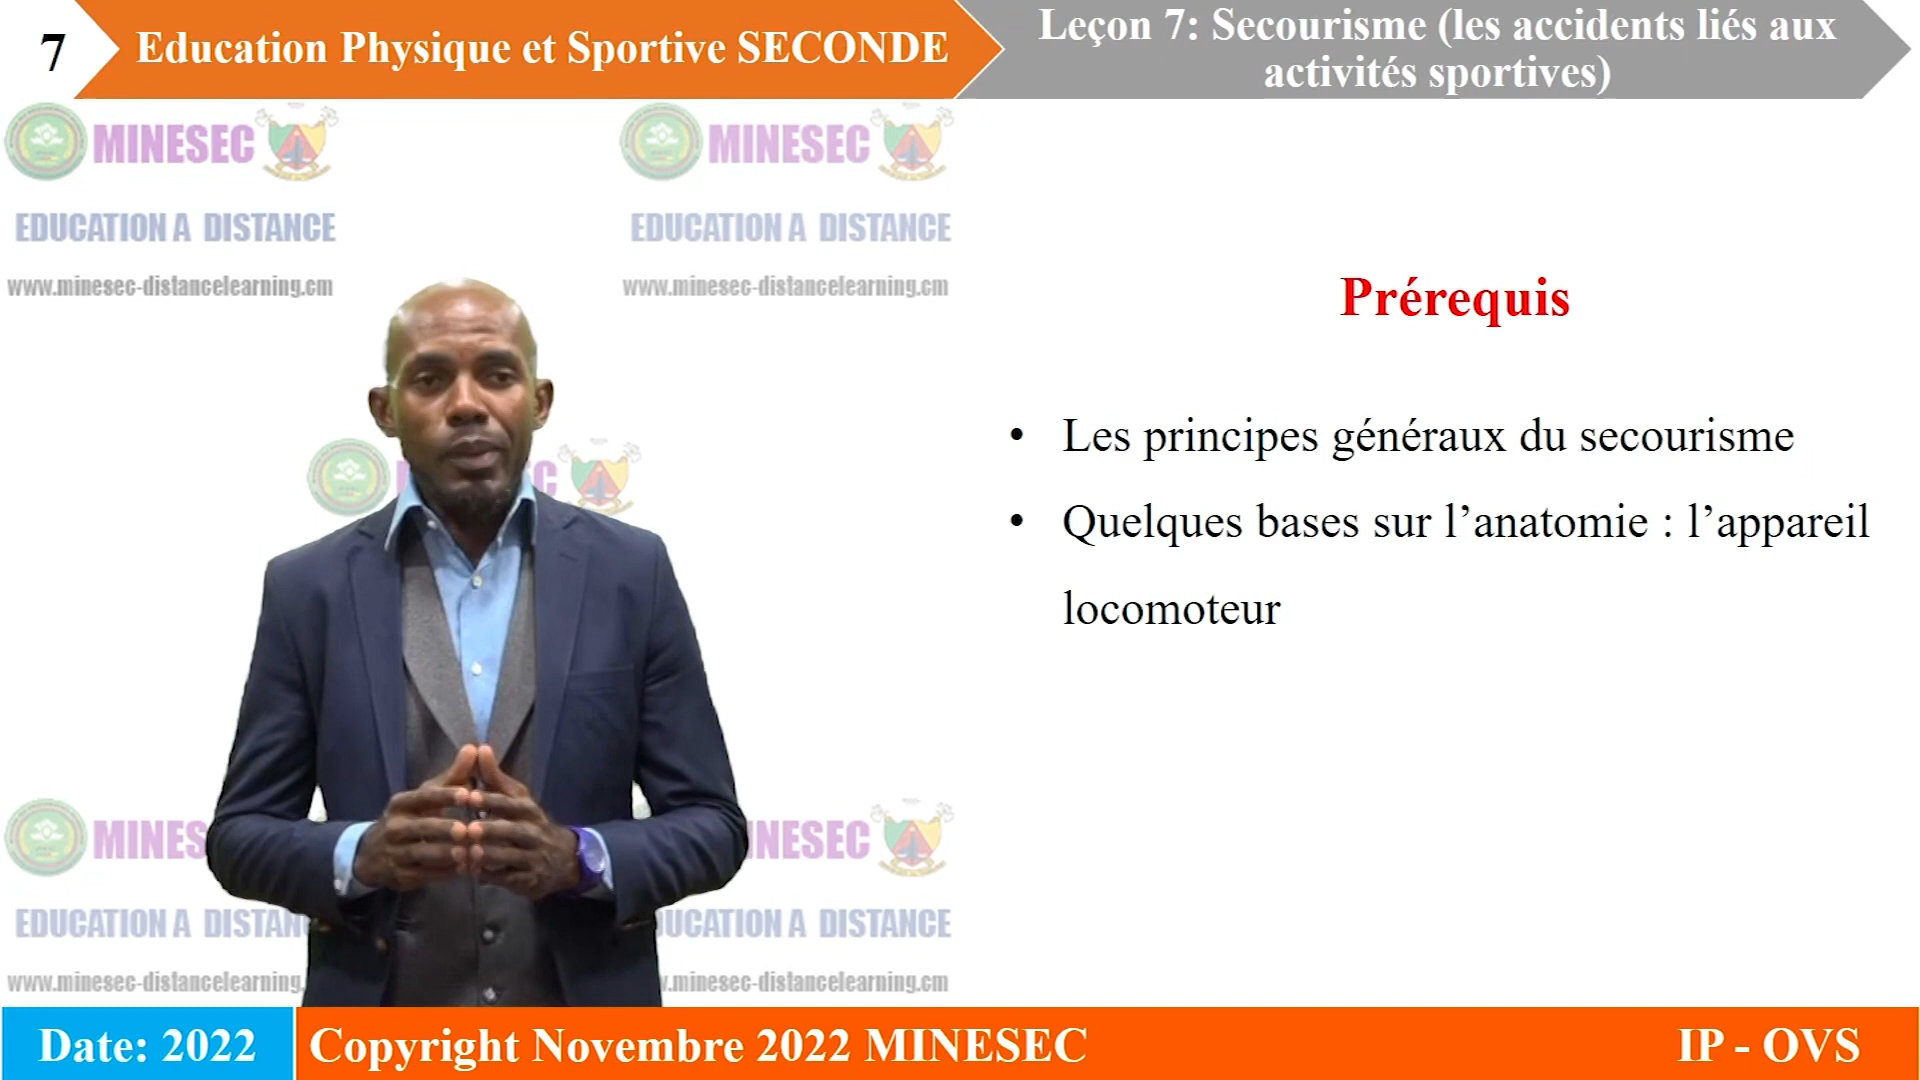 7
Education Physique et Sportive SECONDE
Leçon 7: Secourisme (les accidents liés aux
activités sportives)
MINESEC
EDUCATION A DISTANCE
www.minesec-distancelearning.cm
MINESEC
EDUCATION A DISTANCE
www.minesec-distancelearning.cm
Prérequis
• Les principes généraux du secourisme
• Quelques bases sur l’anatomie : l’appareil
locomoteur
MINES
NESEC
EDUCATION A DISTAN
UCATION A DISTANCE
www.minesec-distancelearning.
.minesec-distancelearning.cm
Date: 2022
Copyright Novembre 2022 MINESEC
IP - OVS